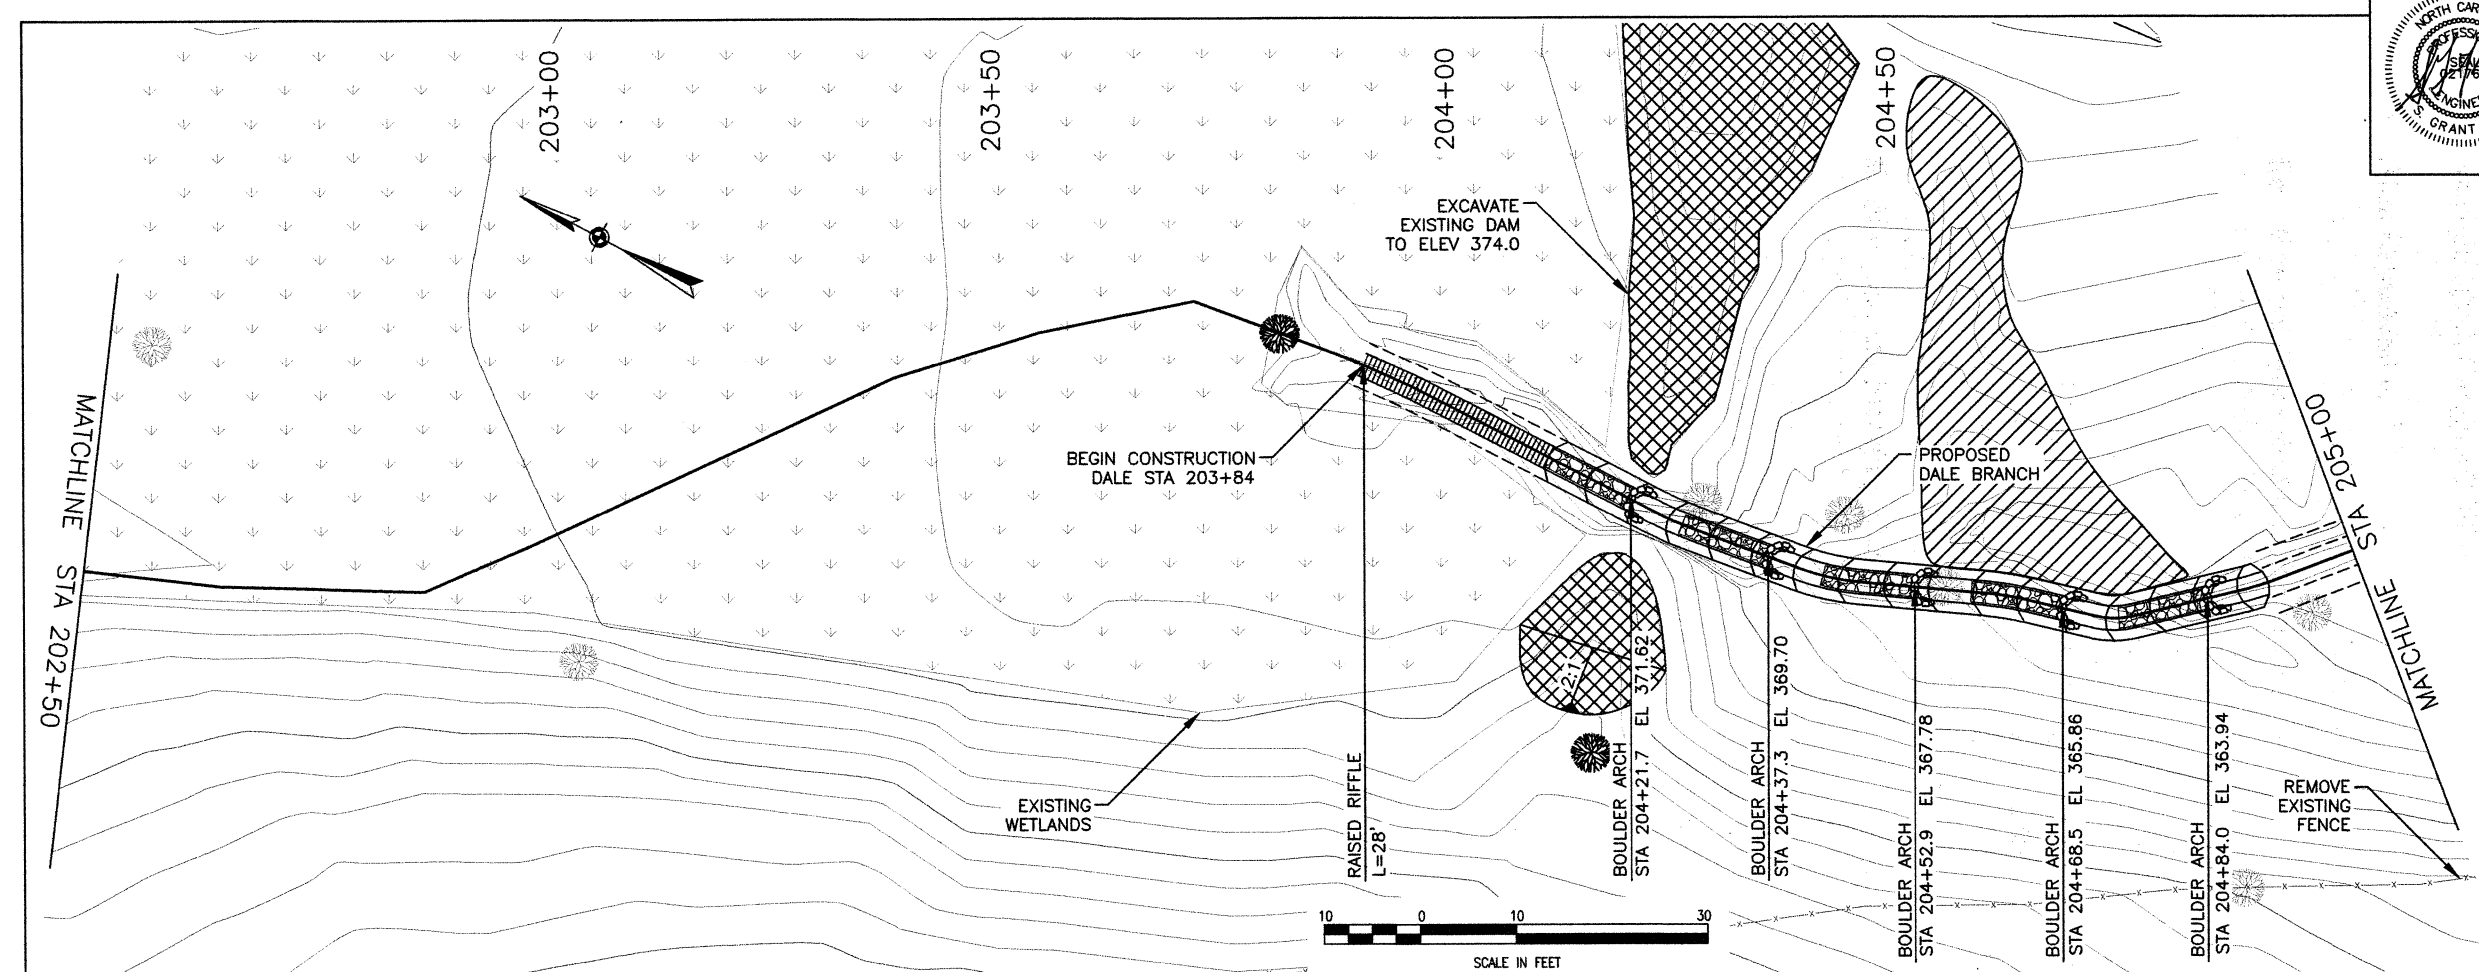 203+00
203+50
204+00
204+50
NORTH CAR
SEAL
S. GRANT
EXCAVATE
EXISTING DAM
TO ELEV 374.0
MATCHLINE STA 202+50
BEGIN CONSTRUCTION
DALE STA 203+84
PROPOSED
DALE BRANCH
MATCHLINE STA 205+00
2:1
EXISTING
WETLANDS
RAISED RIFFLE
L=28'
BOULDER ARCH
STA 204+21.7 EL 371.62
BOULDER ARCH
STA 204+37.3 EL 369.70
BOULDER ARCH
STA 204+52.9 EL 367.78
BOULDER ARCH
STA 204+68.5 EL 365.86
BOULDER ARCH
STA 204+84.0 EL 363.94
REMOVE
EXISTING
FENCE
10 0 10 30
SCALE IN FEET